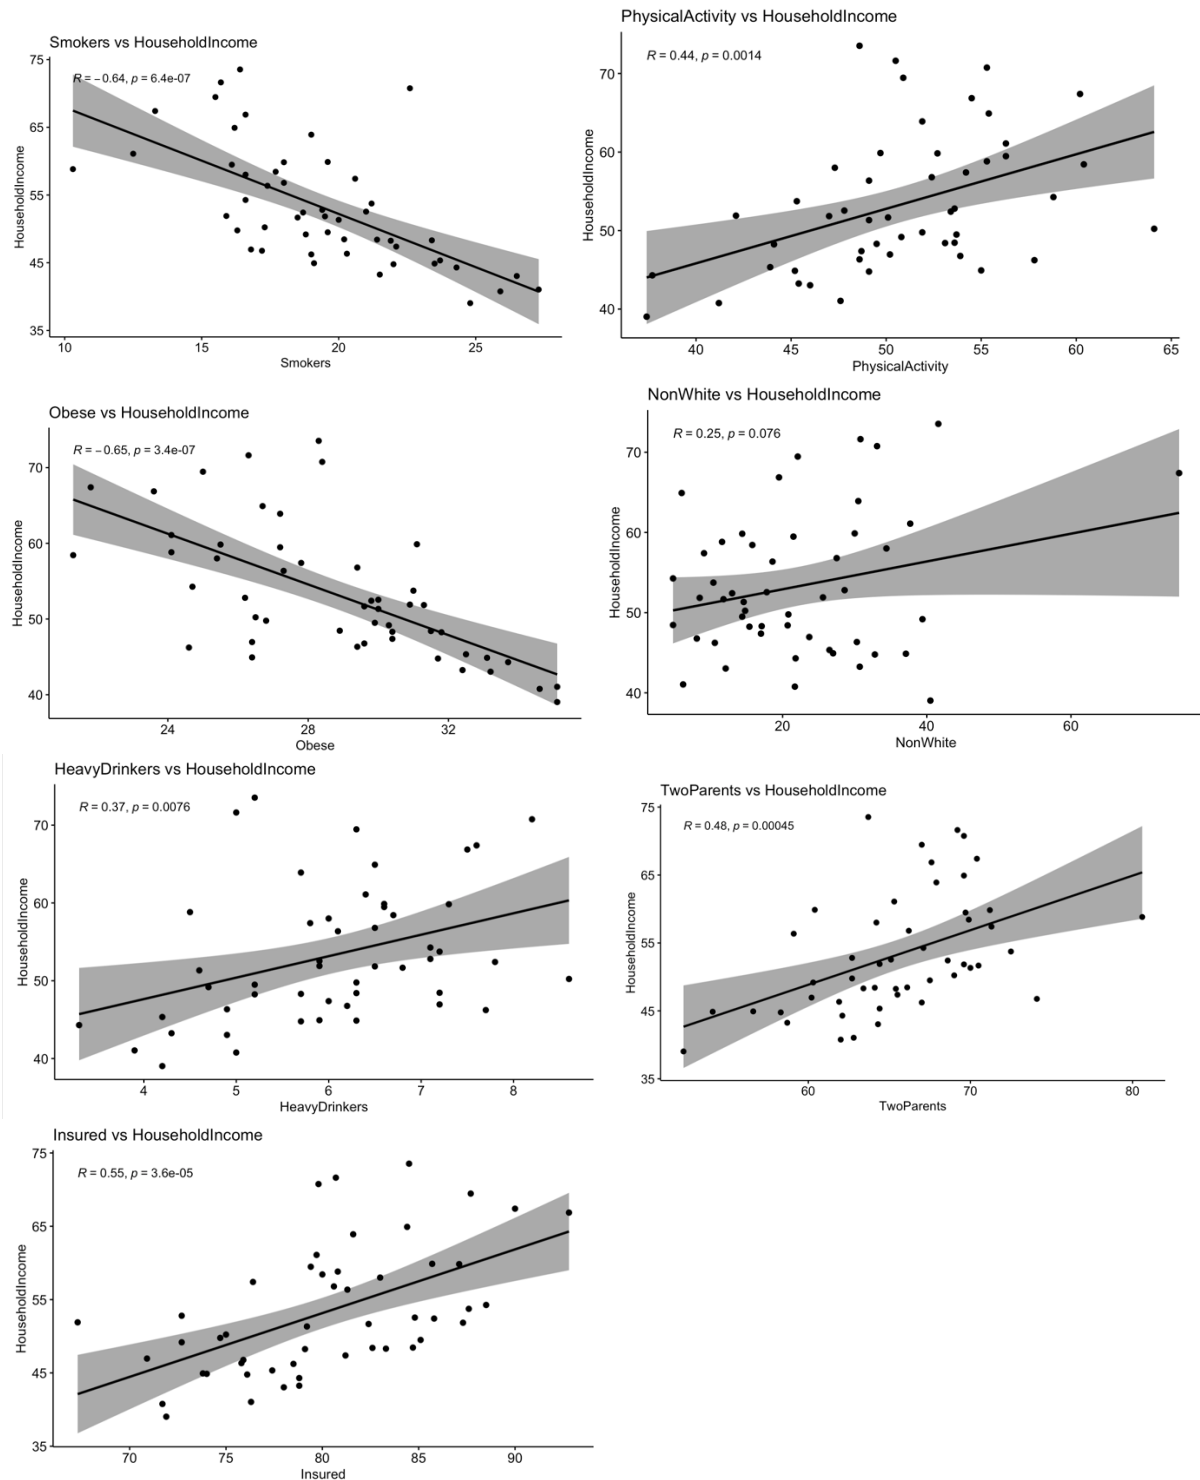 Smokers vs HouseholdIncome
R = −0.64, p = 6.4e-07
75
65
55
45
35
HouseholdIncome
10 15 20 25
Smokers
PhysicalActivity vs HouseholdIncome
R = 0.44, p = 0.0014
70
60
50
40
HouseholdIncome
40 45 50 55 60 65
PhysicalActivity
Obese vs HouseholdIncome
R = −0.65, p = 3.4e-07
70
60
50
40
HouseholdIncome
24 28 32
Obese
NonWhite vs HouseholdIncome
R = 0.25, p = 0.076
70
60
50
40
HouseholdIncome
20 40 60
NonWhite
HeavyDrinkers vs HouseholdIncome
R = 0.37, p = 0.0076
70
60
50
40
HouseholdIncome
4 5 6 7 8
HeavyDrinkers
TwoParents vs HouseholdIncome
R = 0.48, p = 0.00045
75
65
55
45
35
HouseholdIncome
60 70 80
TwoParents
Insured vs HouseholdIncome
R = 0.55, p = 3.6e-05
75
65
55
45
35
HouseholdIncome
70 75 80 85 90
Insured